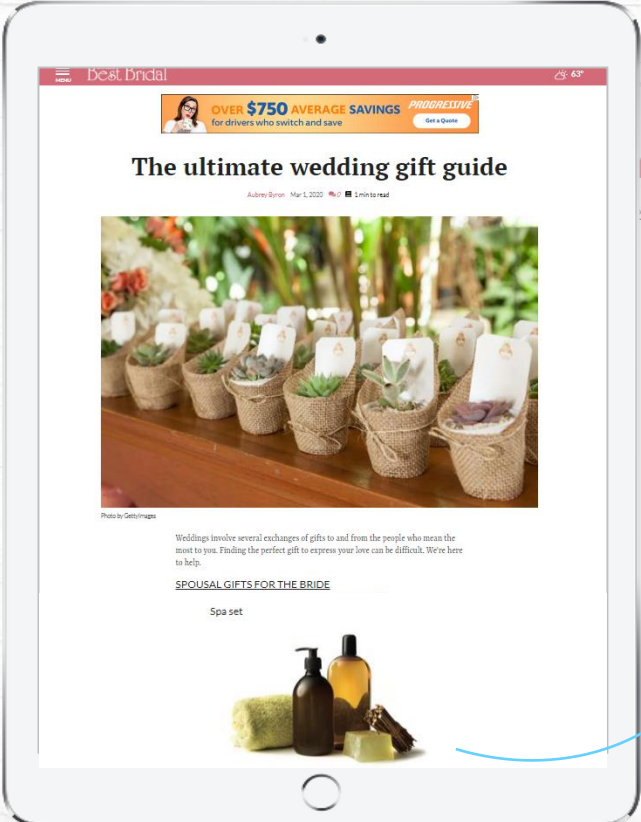 MENU Best Bridal 63°
OVER $750 AVERAGE SAVINGS PROGRESSIVE
for drivers who switch and save Get a Quote
The ultimate wedding gift guide
Aubrey Byron Mar 1, 2020 1 min to read
Photo by GettyImages
Weddings involve several exchanges of gifts to and from the people who mean the
most to you. Finding the perfect gift to express your love can be difficult. We're here
to help.
SPOUSAL GIFTS FOR THE BRIDE
Spa set